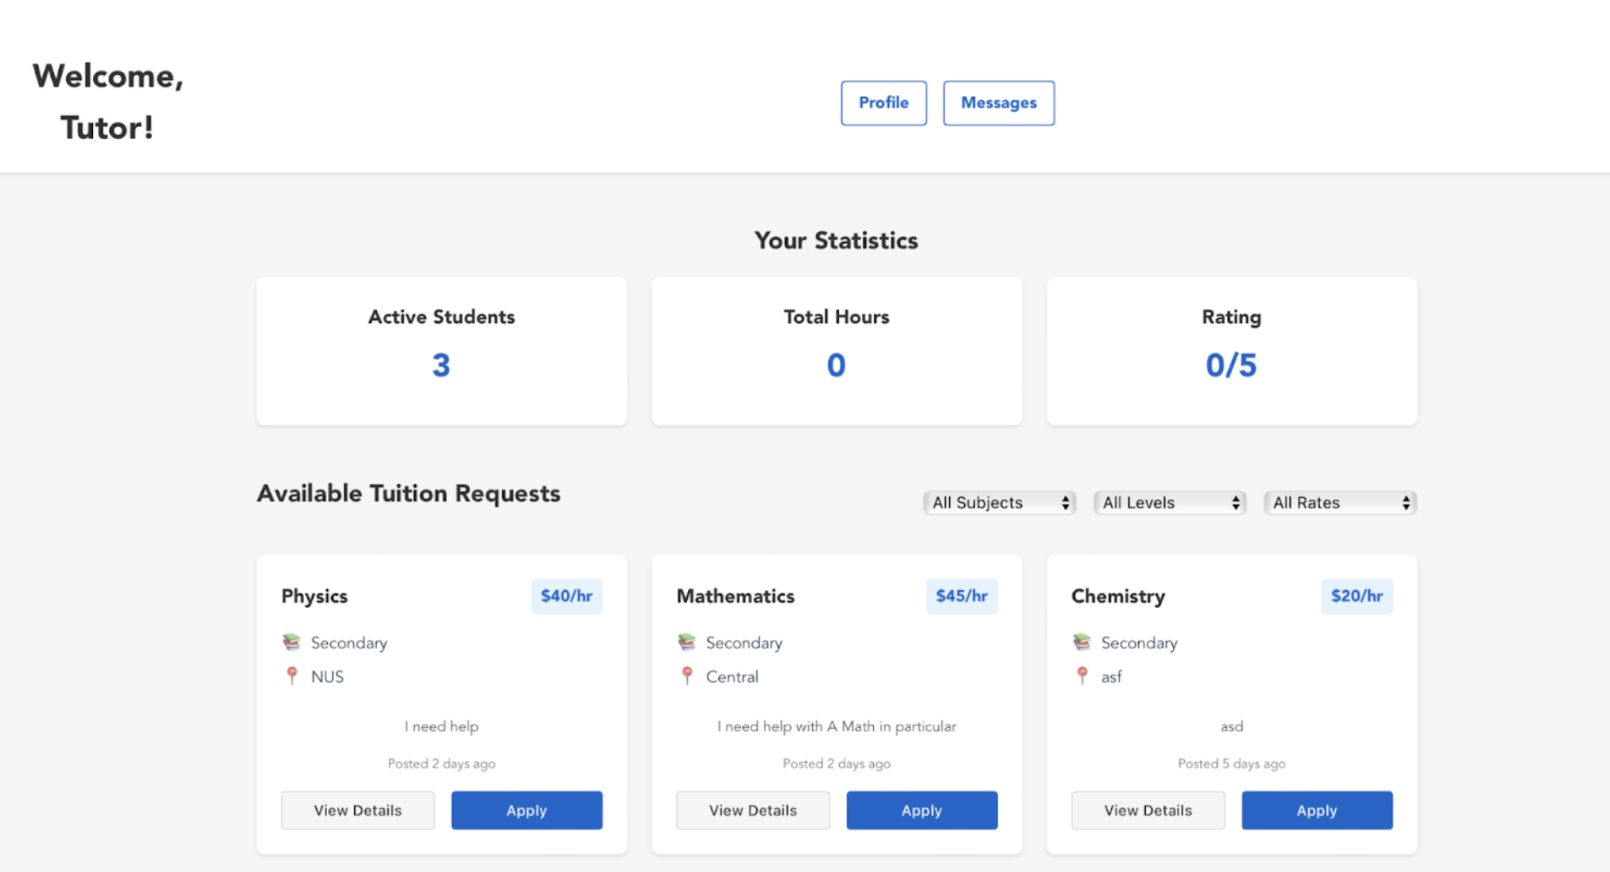 Welcome,
Tutor!
Profile Messages
Your Statistics
Active Students Total Hours Rating
3 0 0/5
Available Tuition Requests All Subjects All Levels All Rates
Physics $40/hr Mathematics $45/hr Chemistry $20/hr
Secondary Secondary Secondary
NUS Central asf
I need help I need help with A Math in particular asd
Posted 2 days ago Posted 2 days ago Posted 5 days ago
View Details Apply View Details Apply View Details Apply